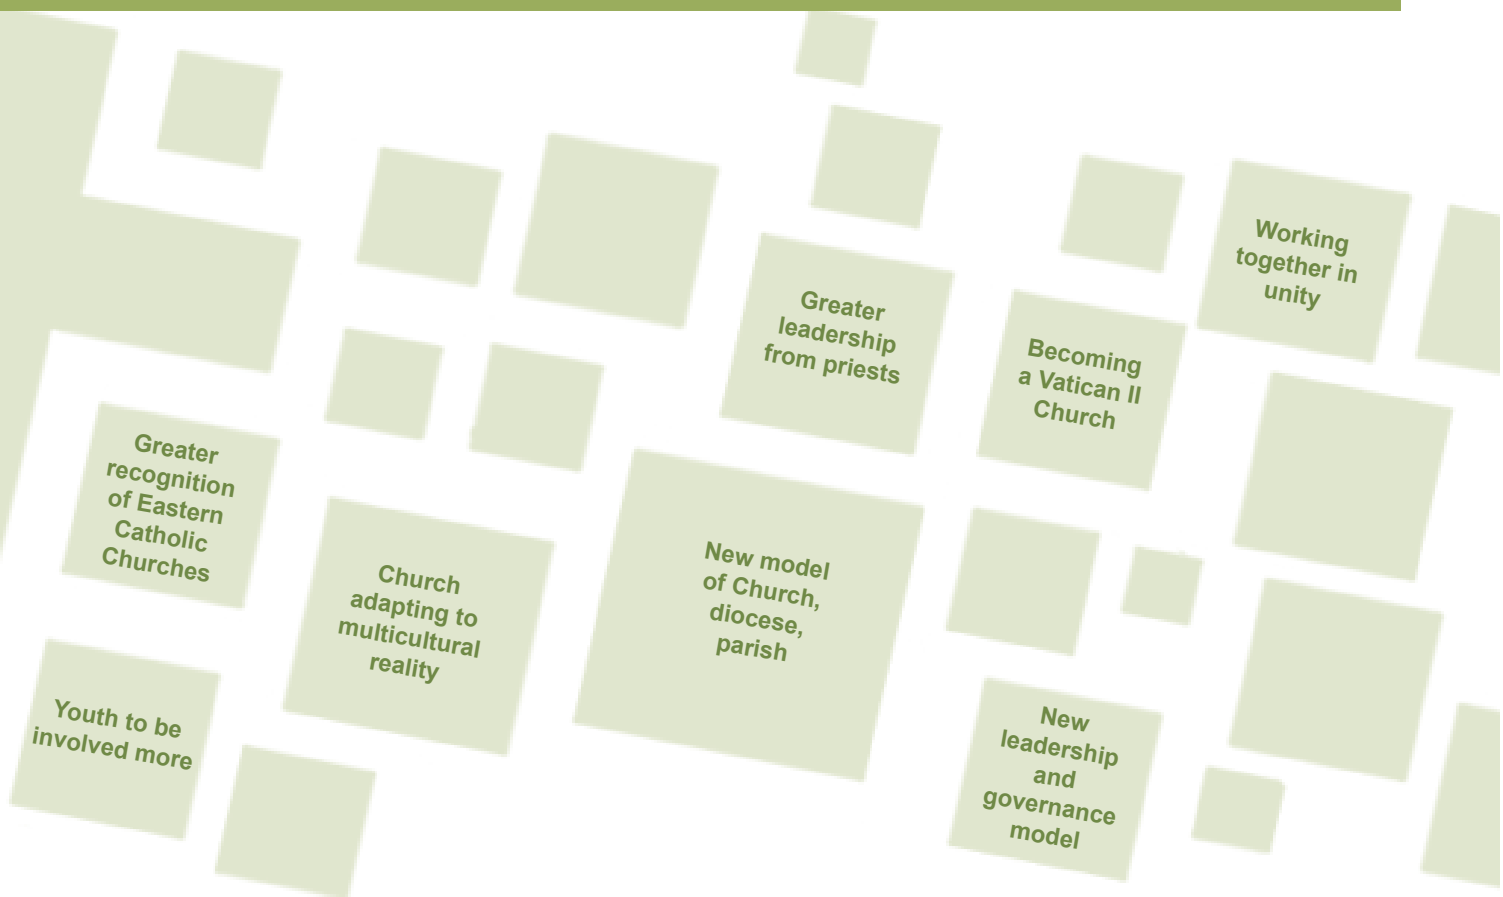 Working
together in
unity
Greater
leadership
from priests
Becoming
a Vatican II
Church
Greater
recognition
of Eastern
Catholic
Churches
Church
adapting to
multicultural
reality
New model
of Church,
diocese,
parish
Youth to be
involved more
New
leadership
and
governance
model